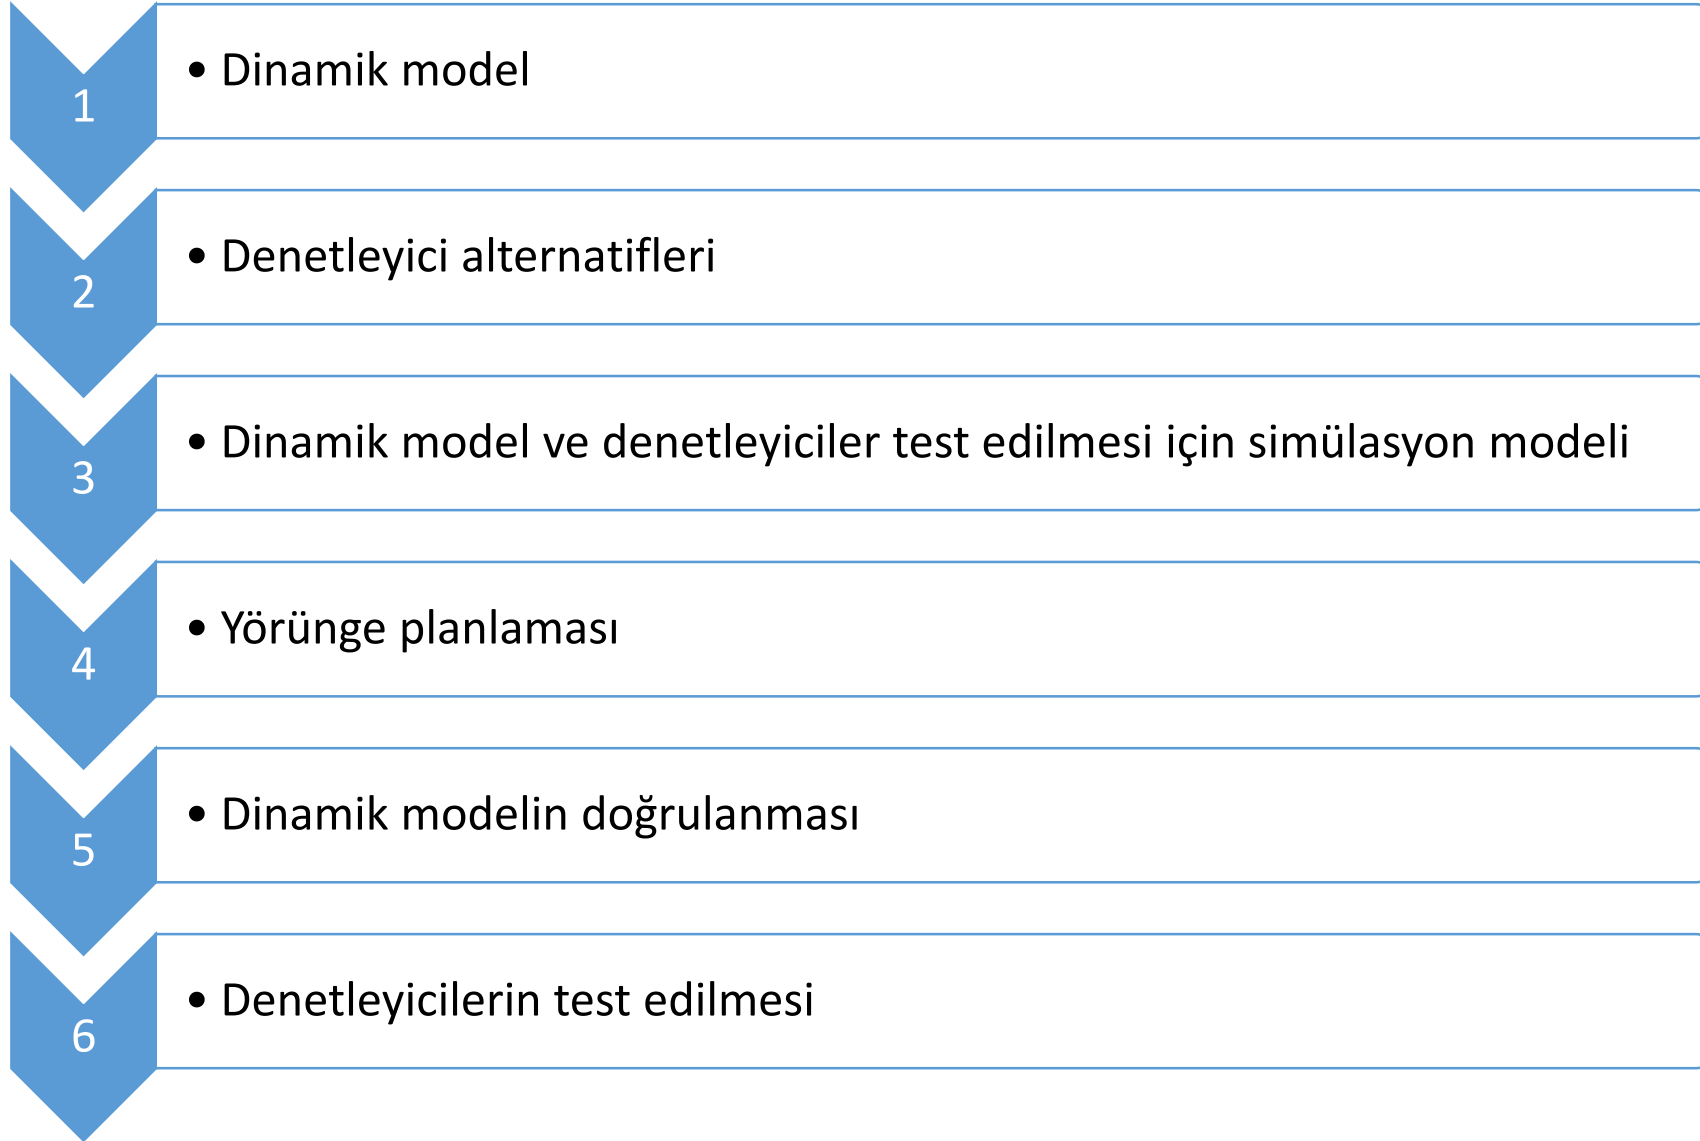 1
• Dinamik model
2
• Denetleyici alternatifleri
3
• Dinamik model ve denetleyiciler test edilmesi için simülasyon modeli
4
• Yörünge planlaması
5
• Dinamik modelin doğrulanması
6
• Denetleyicilerin test edilmesi